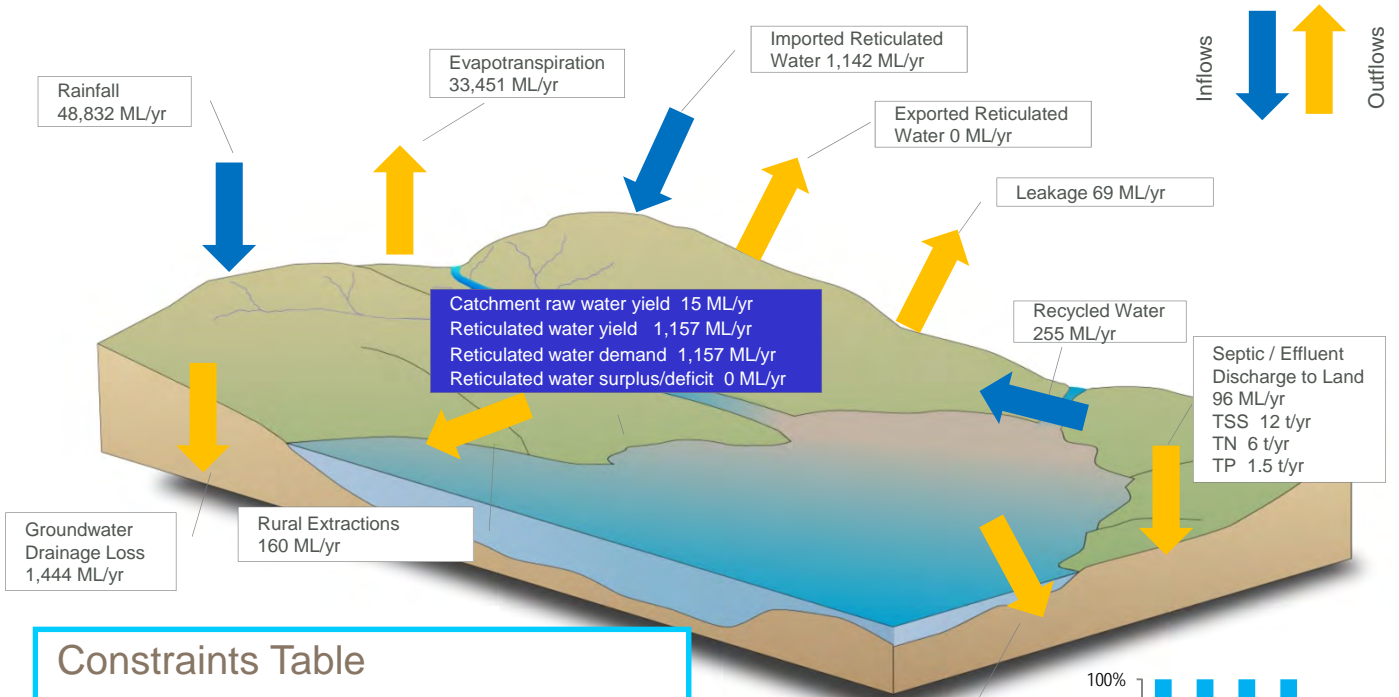 Inflows
Outflows
Imported Reticulated
Water 1,142 ML/yr
Evapotranspiration
33,451 ML/yr
Rainfall
48,832 ML/yr
Exported Reticulated
Water 0 ML/yr
Leakage 69 ML/yr
Catchment raw water yield 15 ML/yr
Reticulated water yield 1,157 ML/yr
Reticulated water demand 1,157 ML/yr
Reticulated water surplus/deficit 0 ML/yr
Recycled Water
255 ML/yr
Septic / Effluent
Discharge to Land
96 ML/yr
TSS 12 t/yr
TN 6 t/yr
TP 1.5 t/yr
Groundwater
Drainage Loss
1,444 ML/yr
Rural Extractions
160 ML/yr
Constraints Table
100%